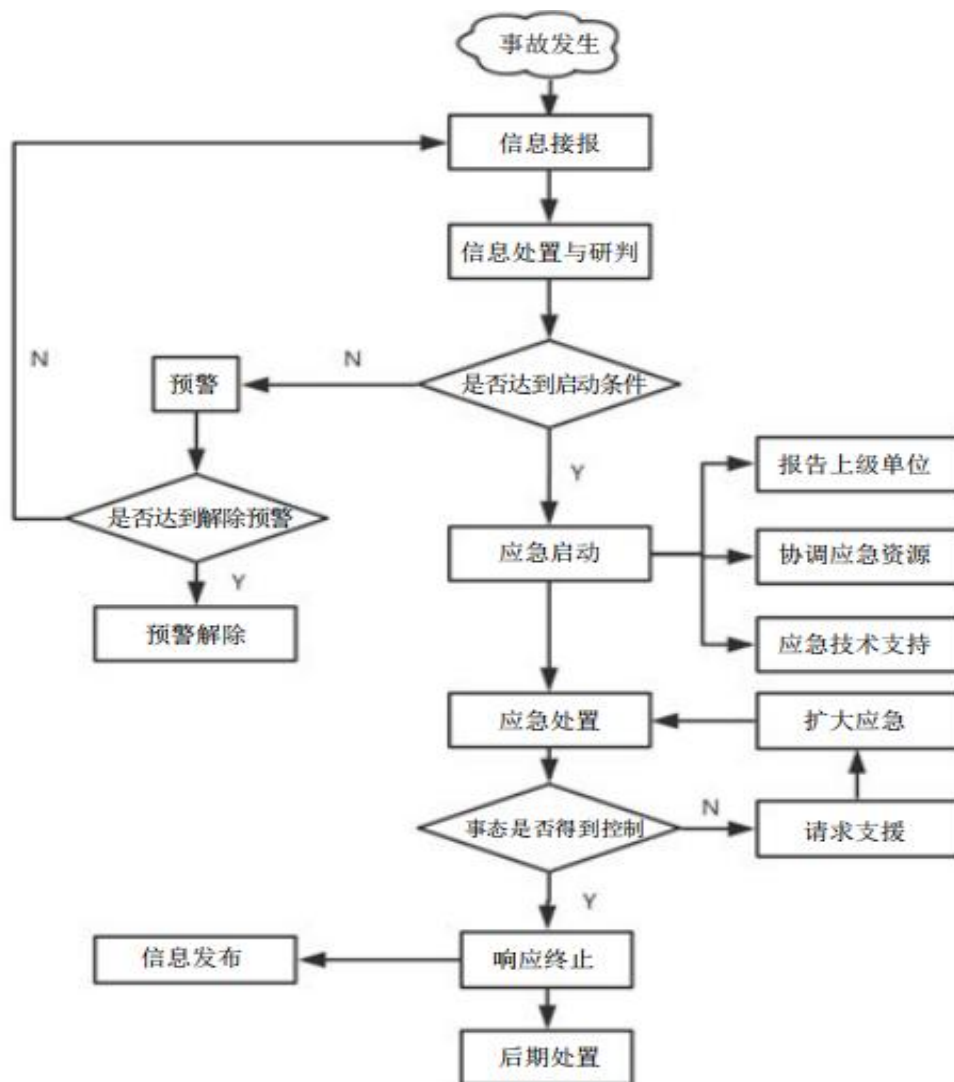 事故发生
信息接报
信息处置与研判
是否达到启动条件
N
N
预警
Y
报告上级单位
是否达到解除预警
应急启动
协调应急资源
Y
预警解除
应急技术支持
应急处置
扩大应急
事态是否得到控制
N
请求支援
Y
信息发布
响应终止
后期处置